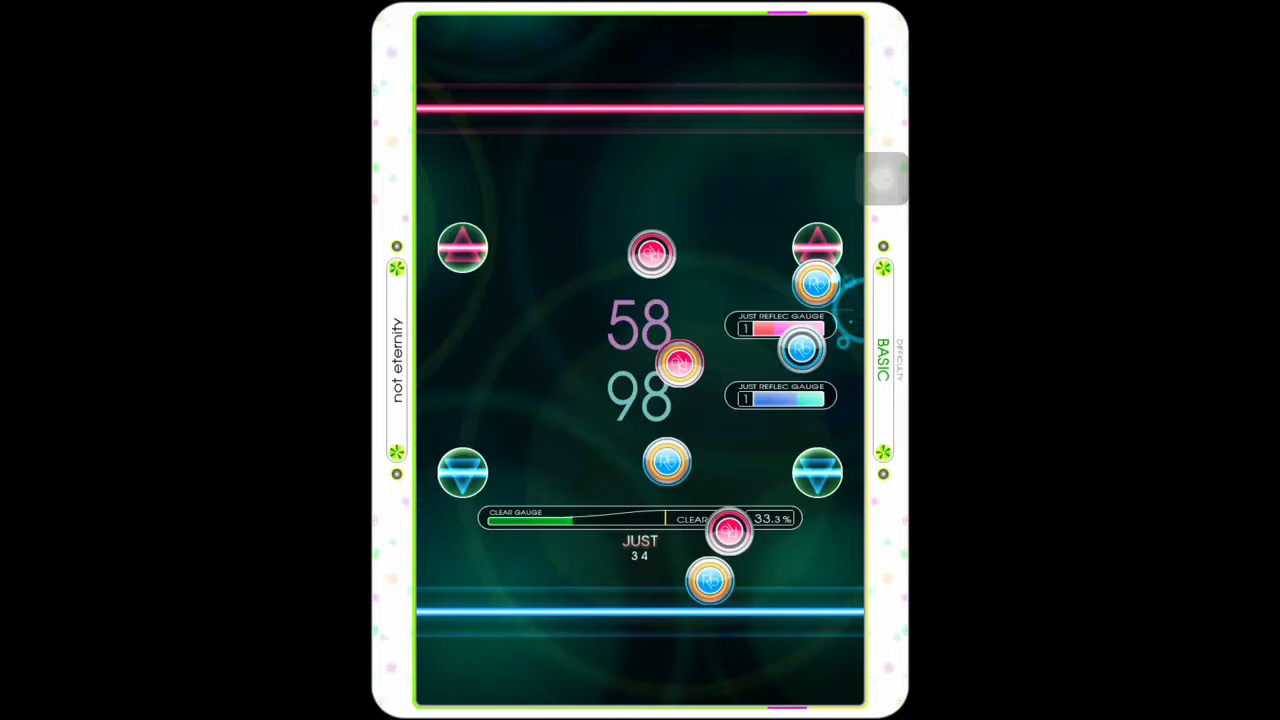 58
JUST REFLEC GAUGE
1
98
JUST REFLEC GAUGE
1
CLEAR GAUGE
CLEAR
33.3 %
JUST
34
not eternity
DIFFICULTY
BASIC